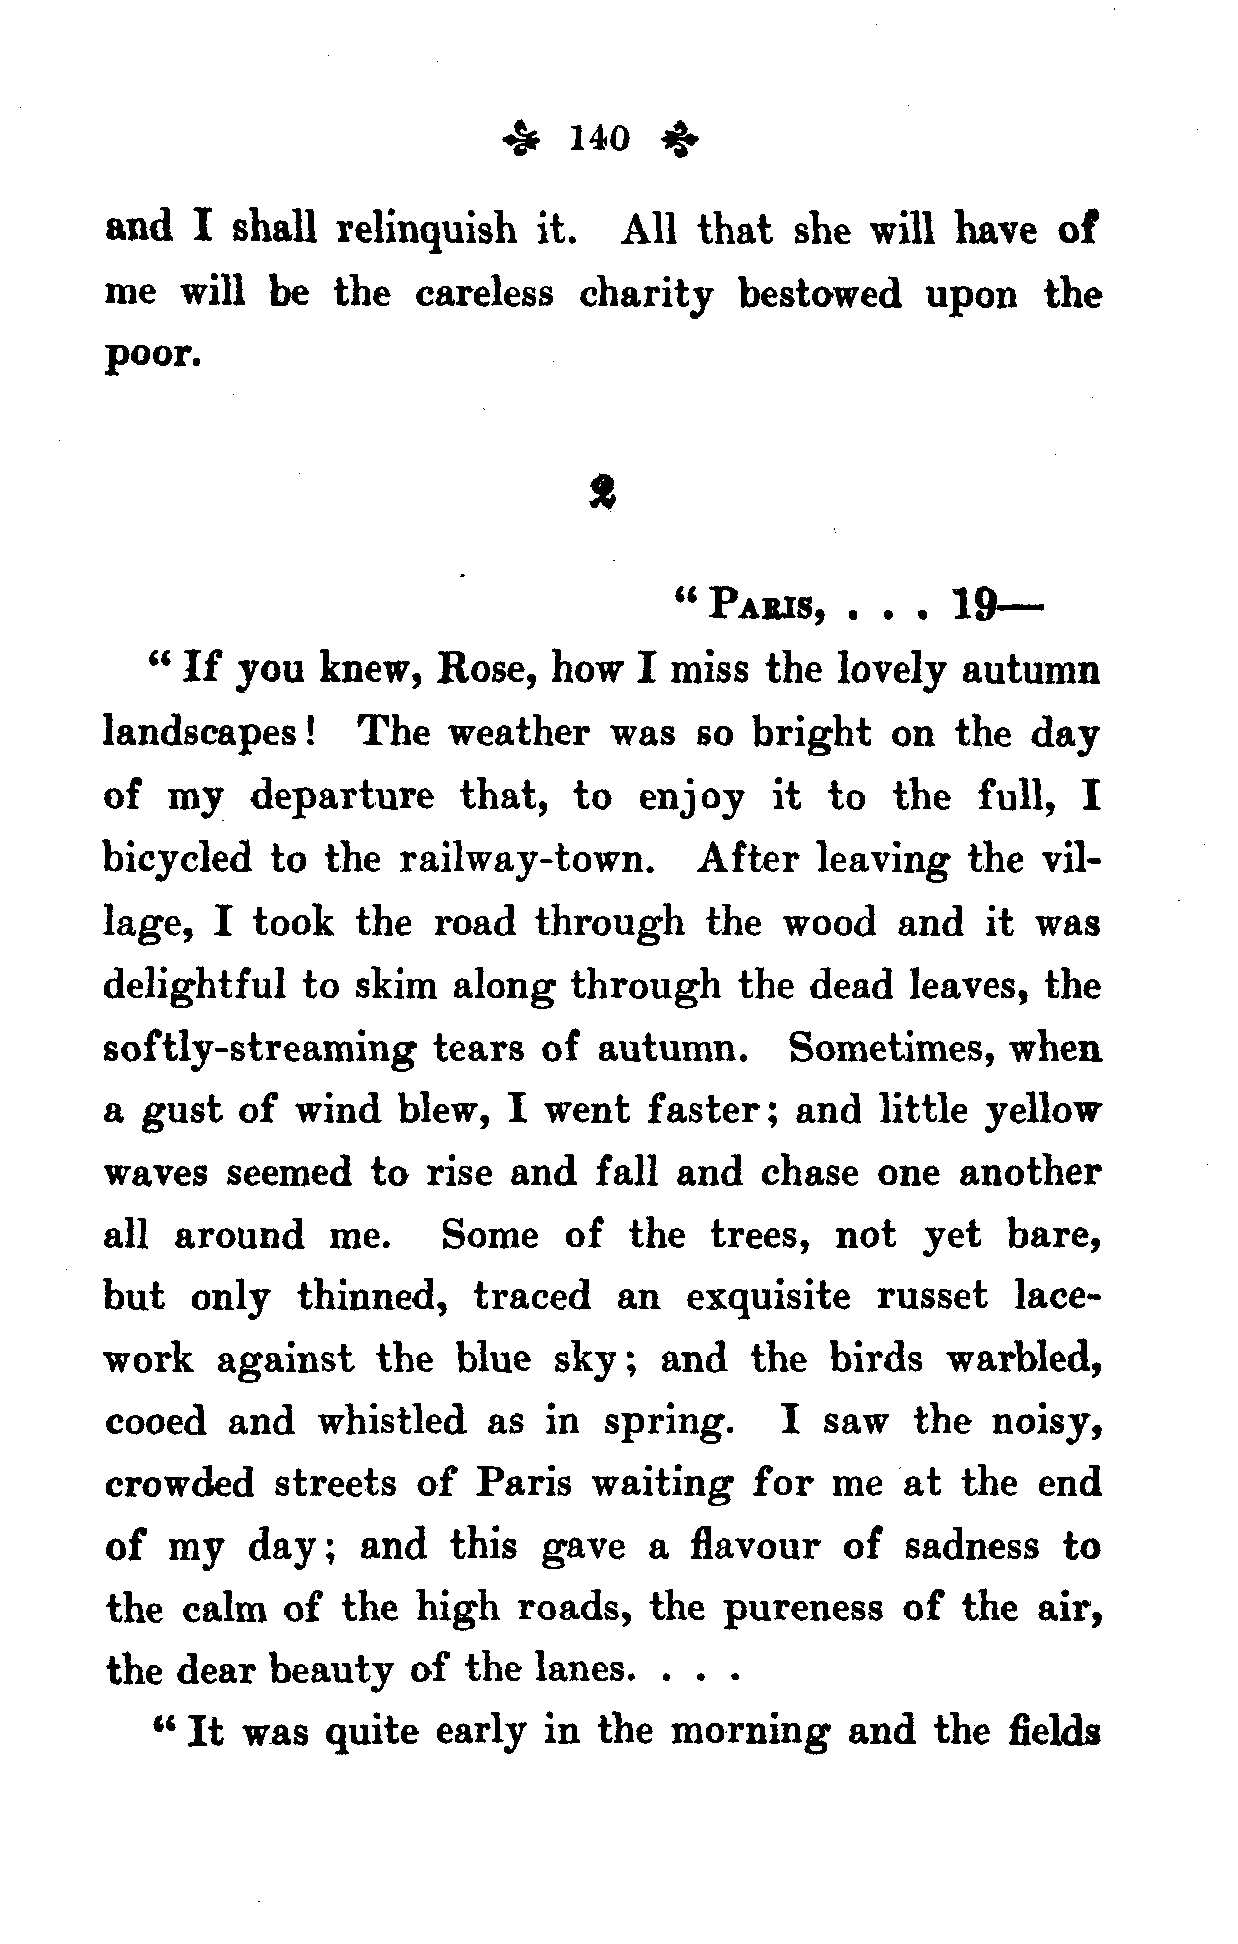 140
and I shall relinquish it. All that she will have of
me will be the careless charity bestowed upon the
poor.
2
“ PARIS, . . . 19—
“ If you knew, Rose, how I miss the lovely autumn
landscapes ! The weather was so bright on the day
of my departure that, to enjoy it to the full, I
bicycled to the railway-town. After leaving the vil-
lage, I took the road through the wood and it was
delightful to skim along through the dead leaves, the
softly-streaming tears of autumn. Sometimes, when
a gust of wind blew, I went faster ; and little yellow
waves seemed to rise and fall and chase one another
all around me. Some of the trees, not yet bare,
but only thinned, traced an exquisite russet lace-
work against the blue sky ; and the birds warbled,
cooed and whistled as in spring. I saw the noisy,
crowded streets of Paris waiting for me at the end
of my day ; and this gave a flavour of sadness to
the calm of the high roads, the pureness of the air,
the dear beauty of the lanes. . . .
“ It was quite early in the morning and the fields